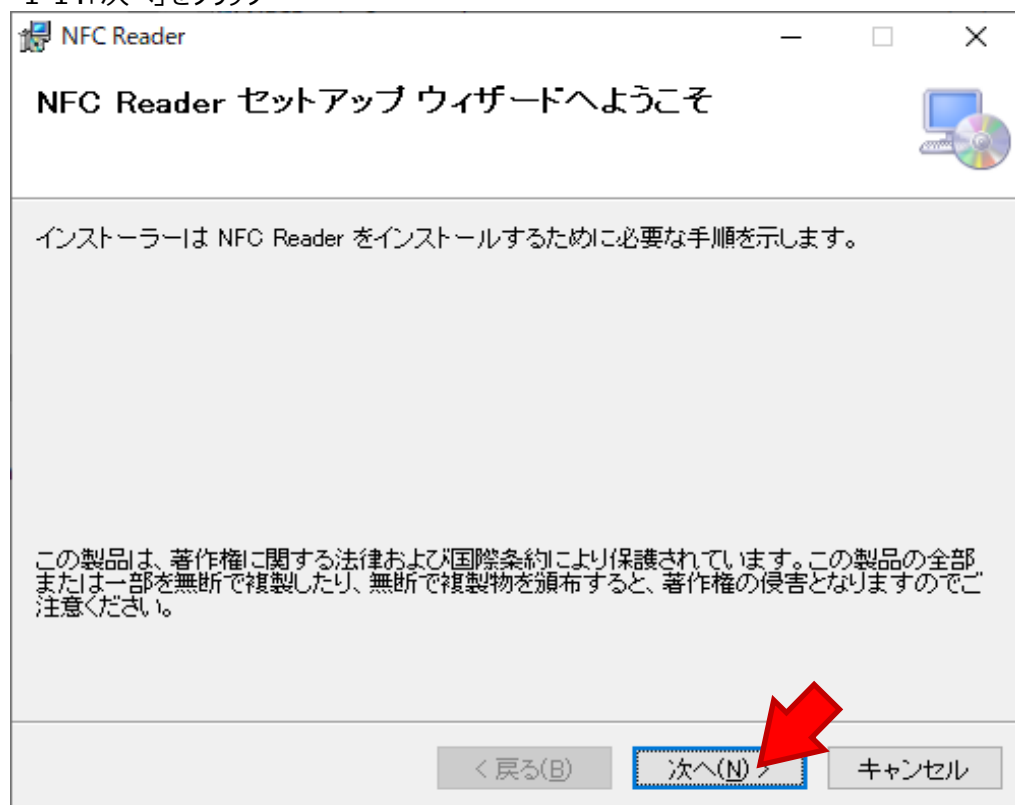 NFC Reader
NFC Reader セットアップ ウィザードへようこそ
インストーラーは NFC Reader をインストールするために必要な手順を示します。
この製品は、著作権に関する法律および国際条約により保護されています。この製品の全部
または一部を無断で複製したり、無断で複製物を頒布すると、著作権の侵害となりますのでご
注意ください。
< 戻る(B)
次へ(N) >
キャンセル